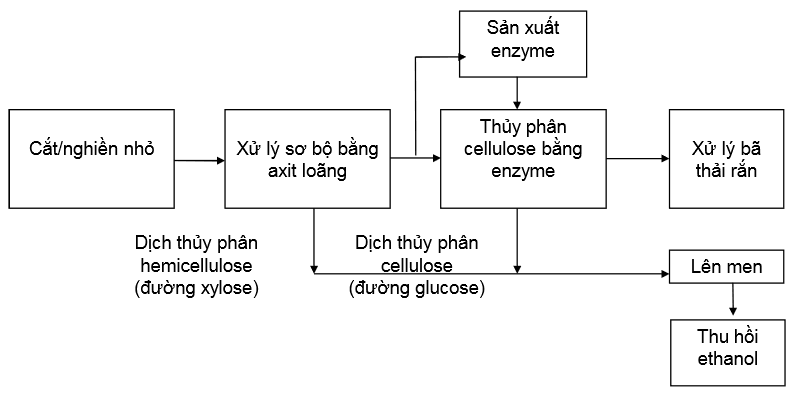 Sản xuất
enzyme
Cắt/nghiền nhỏ
Xử lý sơ bộ bằng
axit loãng
Thủy phân
cellulose bằng
enzyme
Xử lý bã
thải rắn
Dịch thủy phân
hemicellulose
(đường xylose)
Dịch thủy phân
cellulose
(đường glucose)
Lên men
Thu hồi
ethanol